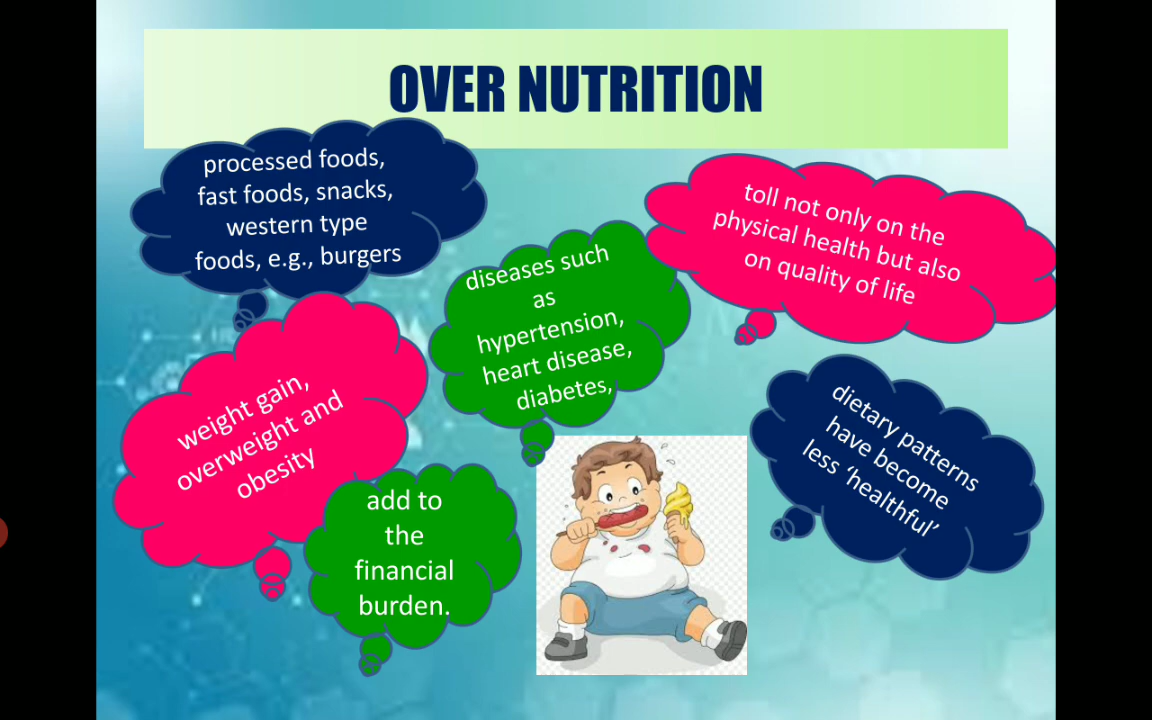 OVER NUTRITION
processed foods,
fast foods, snacks,
western type
foods, e.g., burgers
toll not only on the
physical health but also
on quality of life
diseases such
as
hypertension,
heart disease,
diabetes,
weight gain,
overweight and
obesity
dietary patterns
have become
less ‘healthful’
add to
the
financial
burden.